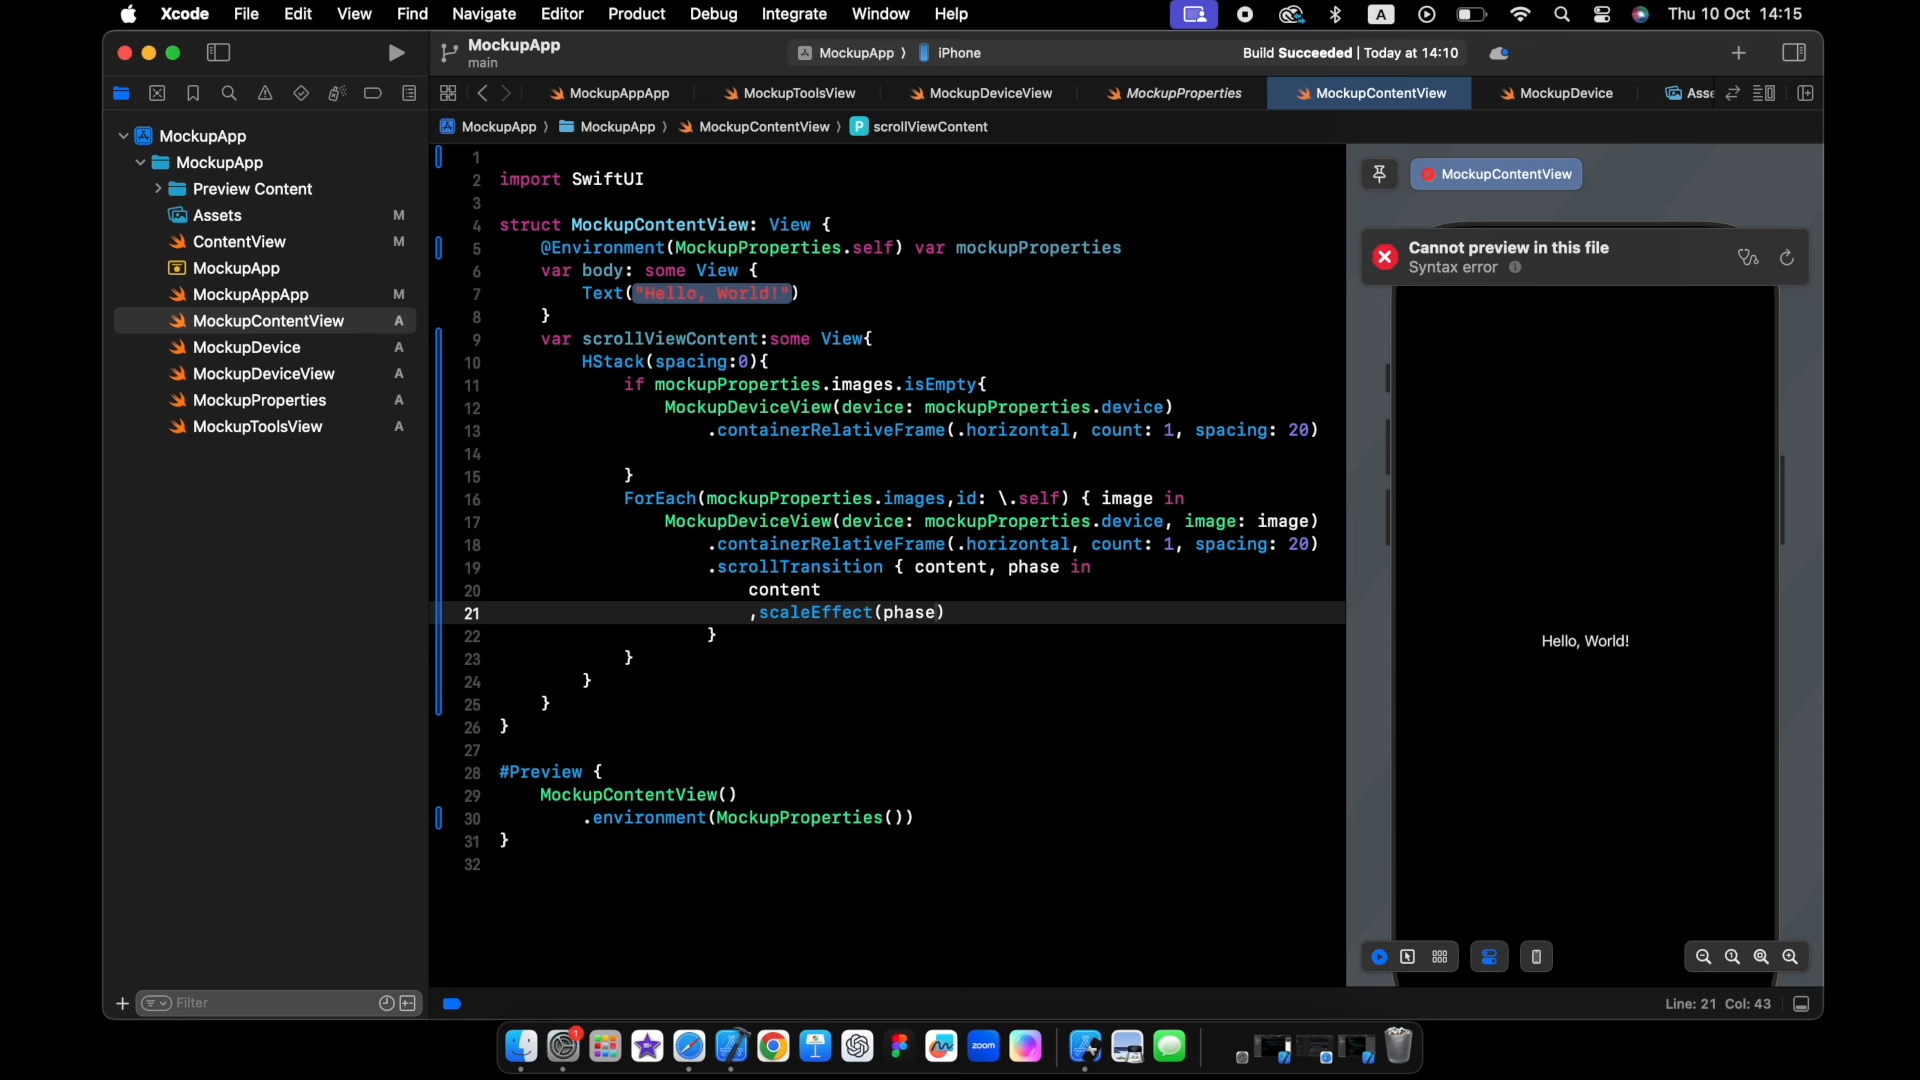 Xcode File Edit View Find Navigate Editor Product Debug Integrate Window Help A Thu 10 Oct 14:15
MockupApp
main
MockupApp 〉 iPhone
Build Succeeded | Today at 14:10
MockupAppApp MockupToolsView MockupDeviceView MockupProperties MockupContentView MockupDevice Asse
MockupApp 〉 MockupApp 〉 MockupContentView 〉 P scrollViewContent
MockupApp
MockupApp
Preview Content
Assets M
ContentView M
MockupApp
MockupAppApp M
MockupContentView A
MockupDevice A
MockupDeviceView A
MockupProperties A
MockupToolsView A
Filter
1
2 import SwiftUI
3
4 struct MockupContentView: View {
5 @Environment(MockupProperties.self) var mockupProperties
6 var body: some View {
7 Text("Hello, World!")
8 }
9 var scrollViewContent:some View{
10 HStack(spacing:0){
11 if mockupProperties.images.isEmpty{
12 MockupDeviceView(device: mockupProperties.device)
13 .containerRelativeFrame(.horizontal, count: 1, spacing: 20)
14
15 }
16 ForEach(mockupProperties.images,id: \.self) { image in
17 MockupDeviceView(device: mockupProperties.device, image: image)
18 .containerRelativeFrame(.horizontal, count: 1, spacing: 20)
19 .scrollTransition { content, phase in
20 content
21 ,scaleEffect(phase)
22 }
23 }
24 }
25 }
26 }
27
28 #Preview {
29 MockupContentView()
30 .environment(MockupProperties())
31 }
32
MockupContentView
Cannot preview in this file
Syntax error
Hello, World!
Line: 21 Col: 43
1
zoom